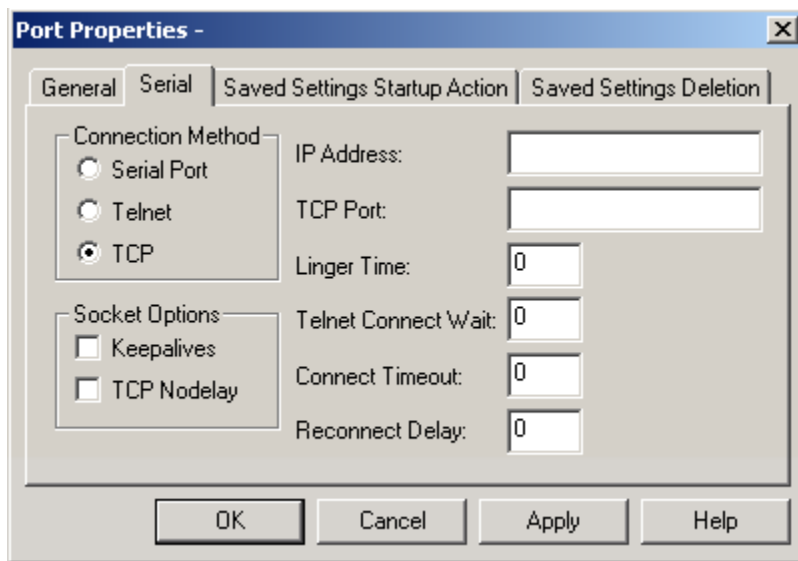 Port Properties -
General Serial Saved Settings Startup Action Saved Settings Deletion
Connection Method
Serial Port
Telnet
TCP
Socket Options
Keepalives
TCP Nodelay
IP Address:
TCP Port:
Linger Time: 0
Telnet Connect Wait: 0
Connect Timeout: 0
Reconnect Delay: 0
OK Cancel Apply Help